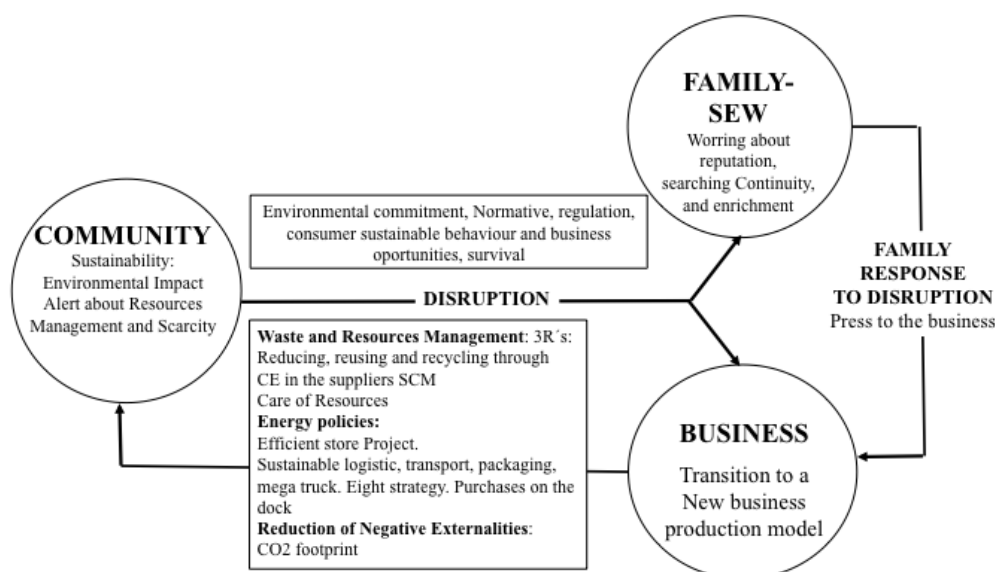 FAMILY-
SEW
Worring about
reputation,
searching Continuity,
and enrichment
Environmental commitment, Normative, regulation,
consumer sustainable behaviour and business
oportunities, survival
COMMUNITY
Sustainability:
Environmental Impact
Alert about Resources
Management and Scarcity
DISRUPTION
FAMILY
RESPONSE
TO DISRUPTION
Press to the business
Waste and Resources Management: 3R´s:
Reducing, reusing and recycling through
CE in the suppliers SCM
Care of Resources
Energy policies:
Efficient store Project.
Sustainable logistic, transport, packaging,
mega truck. Eight strategy. Purchases on the
dock
Reduction of Negative Externalities:
CO2 footprint
BUSINESS
Transition to a
New business
production model